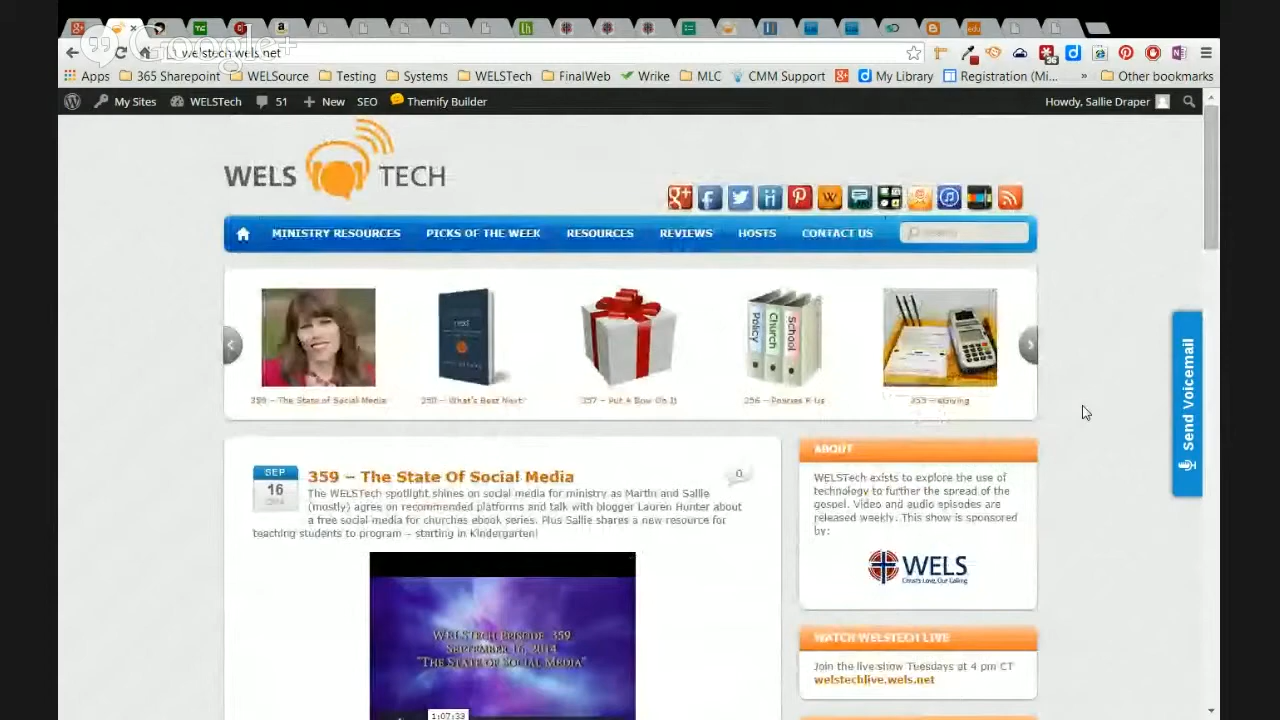 Google+
welstech.wels.net
Apps 365 Sharepoint WELSource Testing Systems WELSTech FinalWeb Wrike MLC CMM Support My Library Registration (Mi... » Other bookmarks
My Sites WELSTech 51 New SEO Themify Builder Howdy, Sallie Draper
WELS TECH
MINISTRY RESOURCES PICKS OF THE WEEK RESOURCES REVIEWS HOSTS CONTACT US
next
Policy Church School
359 – The State of Social Media
357 – Put A Bow On It
Send Voicemail
SEP
16
2014
359 – The State Of Social Media
0
The WELSTech spotlight shines on social media for ministry as Martin and Sallie
(mostly) agree on recommended platforms and talk with blogger Lauren Hunter about
a free social media for churches ebook series. Plus Sallie shares a new resource for
teaching students to program – starting in Kindergarten!
WELSTech Episode 359
September 16, 2014
"The State of Social Media"
1:07:33
ABOUT
WELSTech exists to explore the use of
technology to further the spread of the
gospel. Video and audio episodes are
released weekly. This show is sponsored
by:
WELS
Christ's Love, Our Calling
WATCH WELSTECH LIVE
Join the live show Tuesdays at 4 pm CT
welstechlive.wels.net